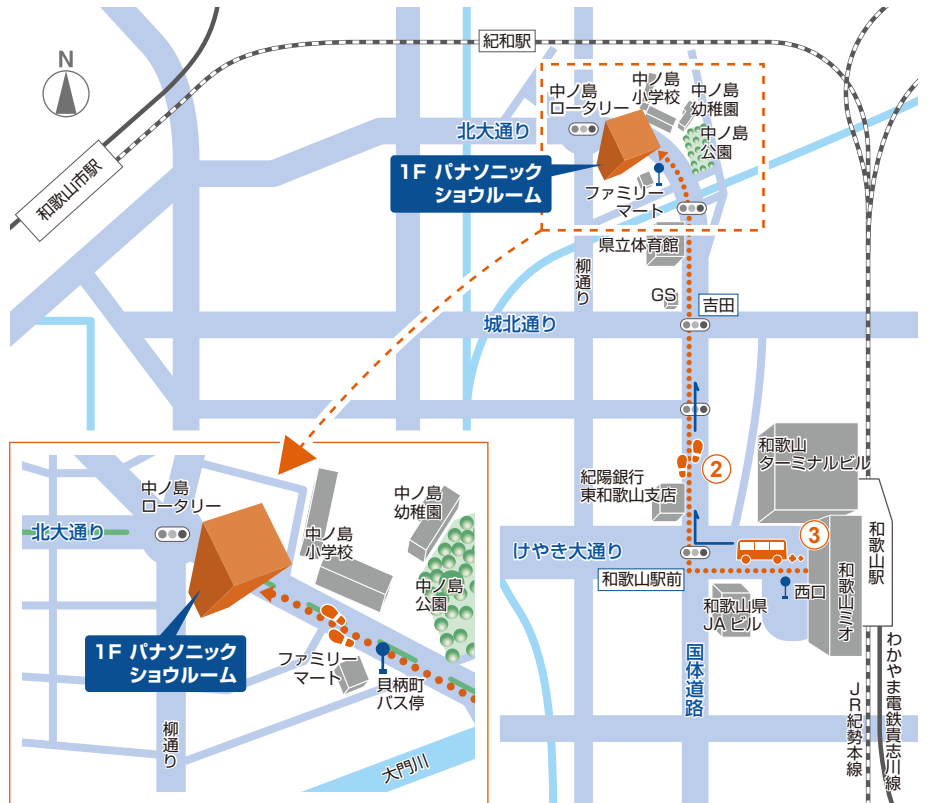 紀和駅
N
和歌山市駅
中ノ島
ロータリー
中ノ島
小学校
中ノ島
幼稚園
中ノ島
公園
北大通り
1F パナソニック
ショウルーム
ファミリー
マート
県立体育館
柳通り
GS
吉田
城北通り
②
紀陽銀行
東和歌山支店
和歌山
ターミナルビル
③
けやき大通り
和歌山駅前
西口
和歌山ミオ
和歌山駅
和歌山県
JAビル
国体道路
JR紀勢本線
わかやま電鉄貴志川線
中ノ島
ロータリー
北大通り
中ノ島
小学校
中ノ島
幼稚園
中ノ島
公園
1F パナソニック
ショウルーム
ファミリー
マート
貝柄町
バス停
柳通り
大門川